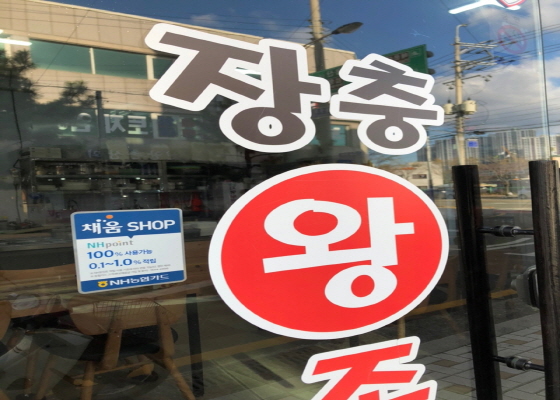 장충
왕
채움 SHOP
NHpoint
100% 사용가능
0.1~1.0% 적립
NH농협카드